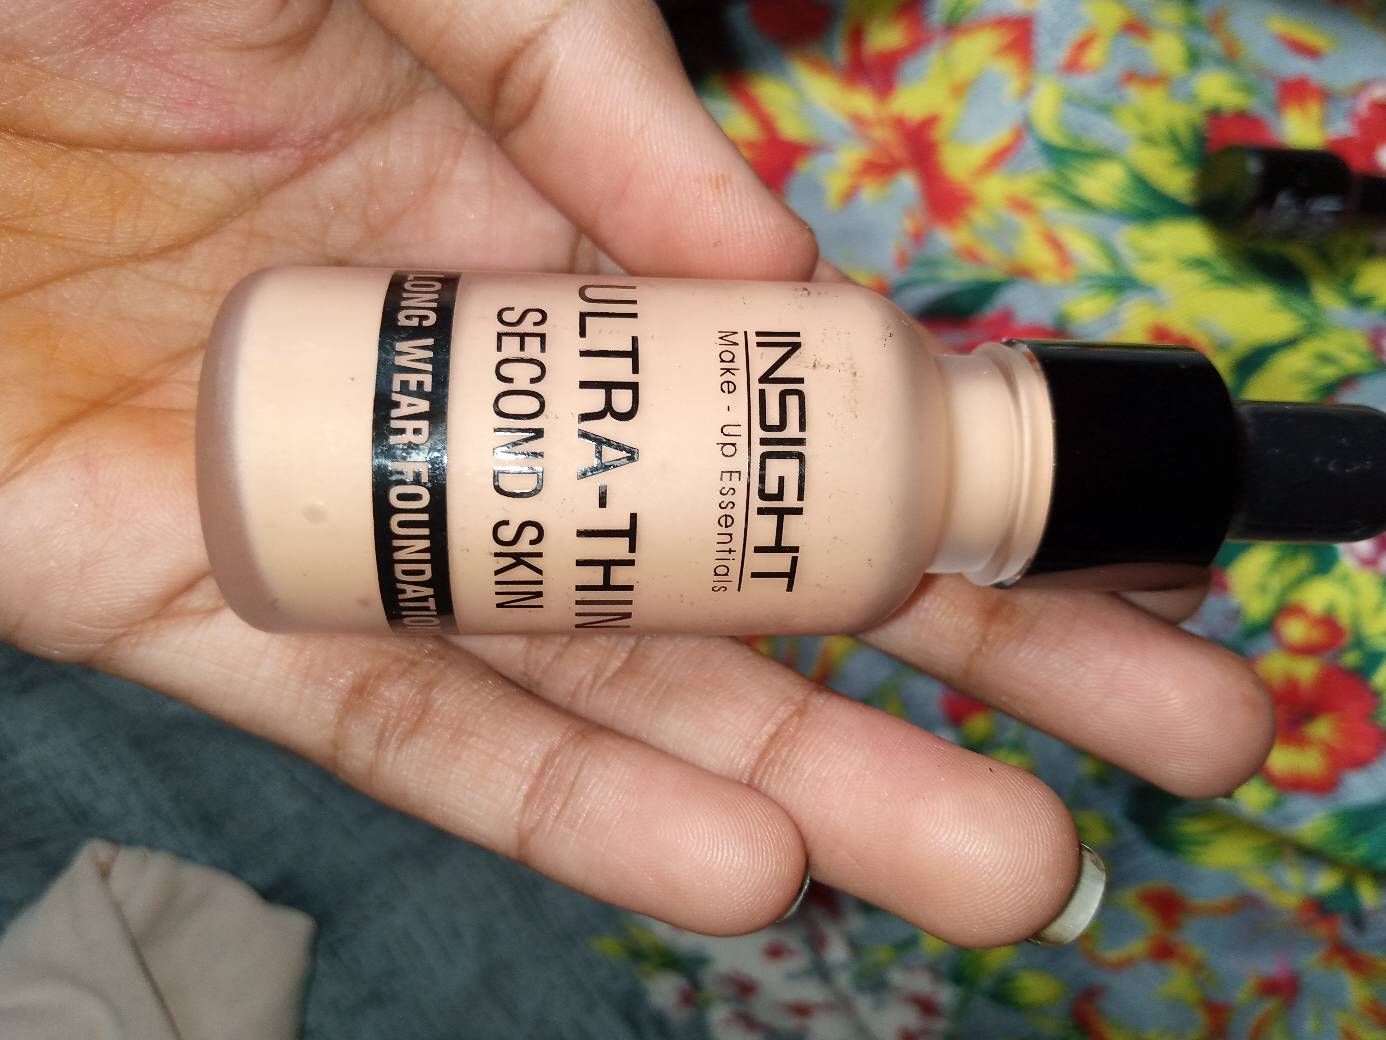 INSIGHT
Make-Up Essentials
ULTRA-THIN
SECOND SKIN
LONG WEAR FOUNDATION